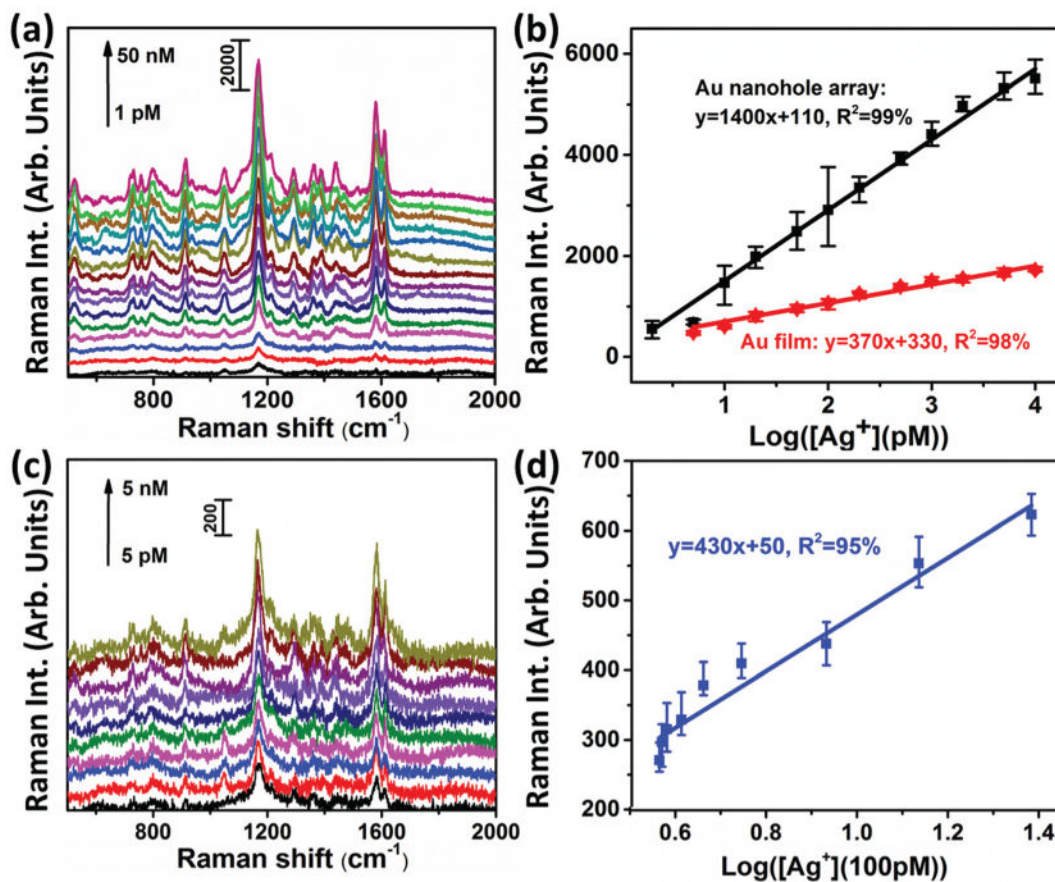 (a)
50 nM
1 pM
2000
Raman Int. (Arb. Units)
800 1200 1600 2000
Raman shift (cm⁻¹)
(b)
6000
4000
2000
0
Raman Int. (Arb. Units)
Au nanohole array:
y=1400x+110, R²=99%
Au film: y=370x+330, R²=98%
1 2 3 4
Log([Ag⁺](pM))
(c)
5 nM
5 pM
200
Raman Int. (Arb. Units)
800 1200 1600 2000
Raman shift (cm⁻¹)
(d)
700
600
500
400
300
200
Raman Int. (Arb. Units)
y=430x+50, R²=95%
0.6 0.8 1.0 1.2 1.4
Log([Ag⁺](100pM))